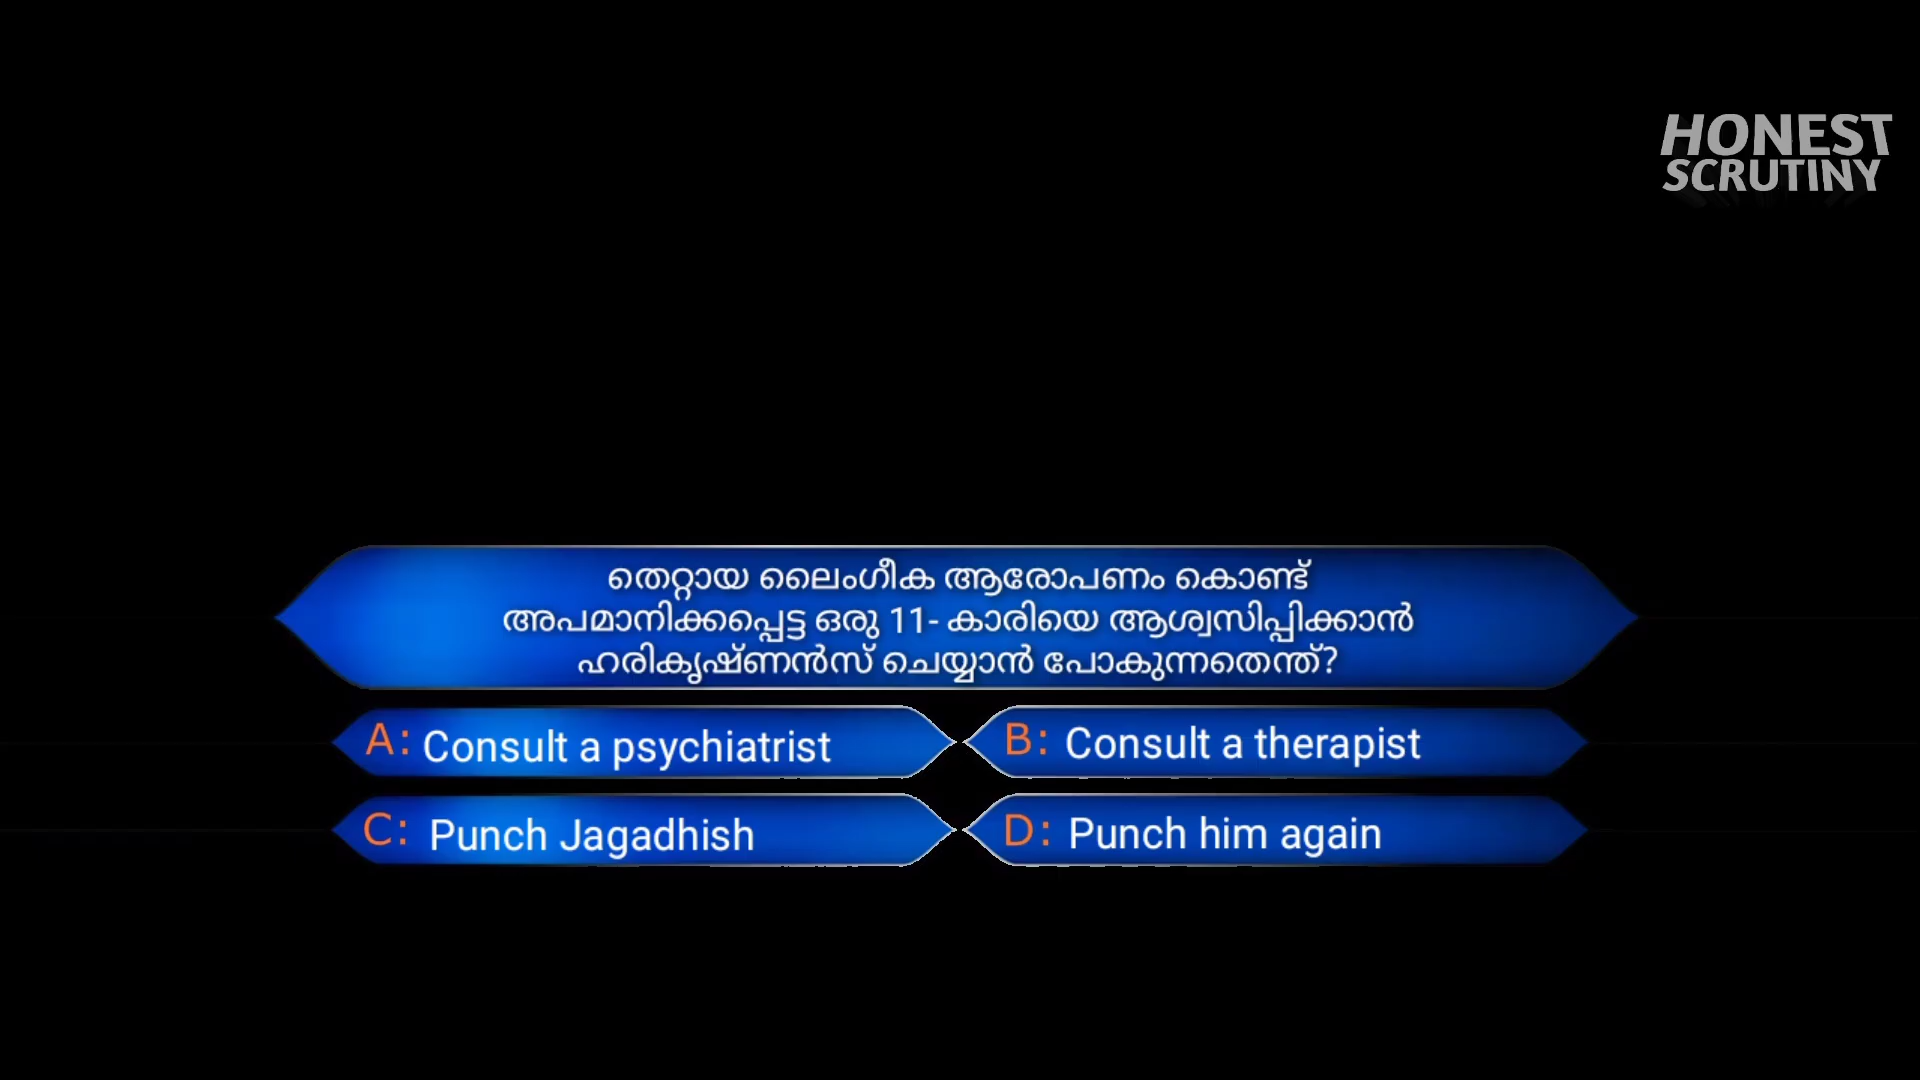 HONEST
SCRUTINY
തെറ്റായ ലൈംഗീക ആരോപണം കൊണ്ട്
അപമാനിക്കപ്പെട്ട ഒരു 11- കാരിയെ ആശ്വസിപ്പിക്കാൻ
ഹരികൃഷ്ണൻസ് ചെയ്യാൻ പോകുന്നതെന്ത്?
A: Consult a psychiatrist
B: Consult a therapist
C: Punch Jagadhish
D: Punch him again